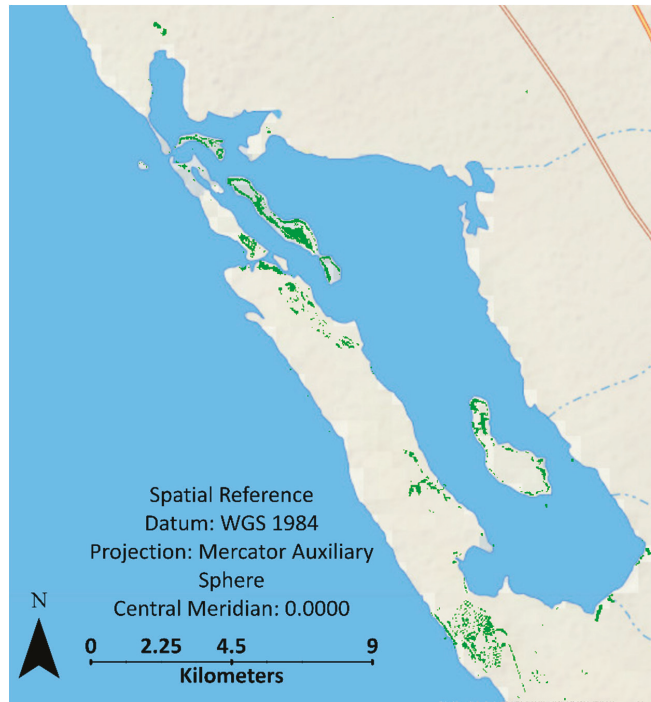 Spatial Reference
Datum: WGS 1984
Projection: Mercator Auxiliary
Sphere
Central Meridian: 0.0000
N
0 2.25 4.5 9
Kilometers